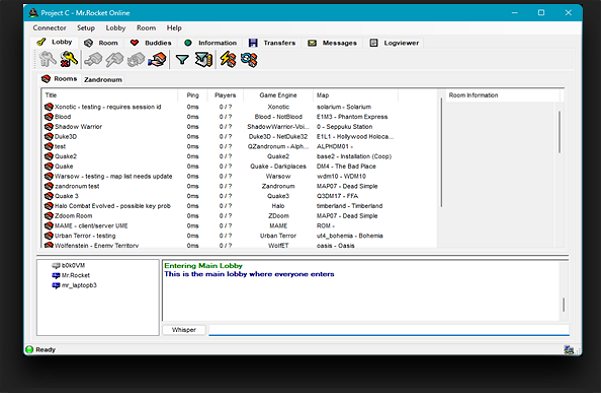 Project C - Mr.Rocket Online
Connector Setup Lobby Room Help
Lobby Room Buddies Information Transfers Messages Logviewer
Rooms Zandronum
Title Ping Players Game Engine Map Room Information
Xonotic - testing - requires session id 0ms 0 / ? Xonotic solarium - Solarium
Blood 0ms 0 / ? Blood - NotBlood E1M3 - Phantom Express
Shadow Warrior 0ms 0 / ? ShadowWarrior-Voi... 0 - Seppuku Station
Duke3D 0ms 0 / ? Duke3D - NetDuke32 E1L1 - Hollywood Holoca...
test 0ms 0 / ? QZandronum - Alph... ALPHDM01 -
Quake2 0ms 0 / ? Quake2 base2 - Installation (Coop)
Quake 0ms 0 / ? Quake - Darkplaces DM4 - The Bad Place
Warsow - testing - map list needs update 0ms 0 / ? Warsow wdm10 - WDM10
zandronum test 0ms 0 / ? Zandronum MAP07 - Dead Simple
Quake 3 0ms 0 / ? Quake3 Q3DM17 - FFA
Halo Combat Evolved - possible key prob 0ms 0 / ? Halo timberland - Timberland
Zdoom Room 0ms 0 / ? ZDoom MAP07 - Dead Simple
MAME - client/server UME 0ms 0 / ? MAME ROM -
Urban Terror - testing 0ms 0 / ? Urban Terror ut4_bohemia - Bohemia
Wolfenstein - Enemy Territory 0ms 0 / ? WolfET oasis - Oasis
b0k0VM
Mr.Rocket
mr_laptopb3
Entering Main Lobby
This is the main lobby where everyone enters
Whisper
Ready